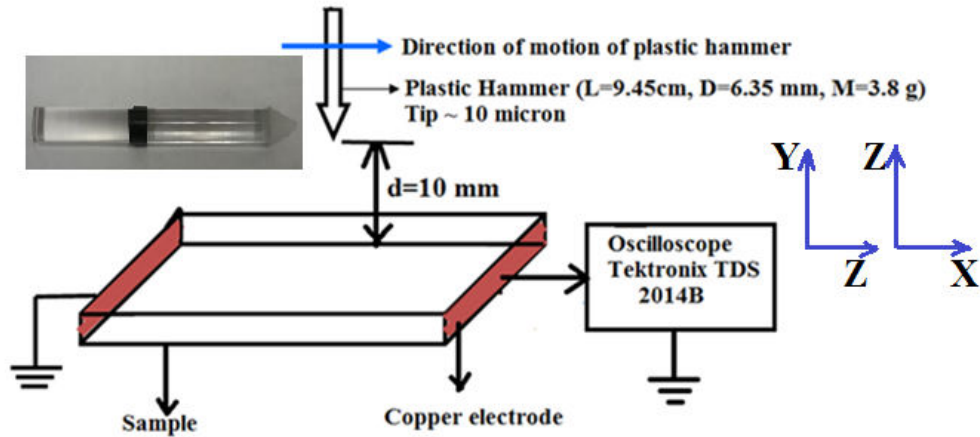 Direction of motion of plastic hammer
Plastic Hammer (L=9.45cm, D=6.35 mm, M=3.8 g)
Tip ~ 10 micron
d=10 mm
Y
Z
Z
X
Oscilloscope
Tektronix TDS
2014B
Sample
Copper electrode